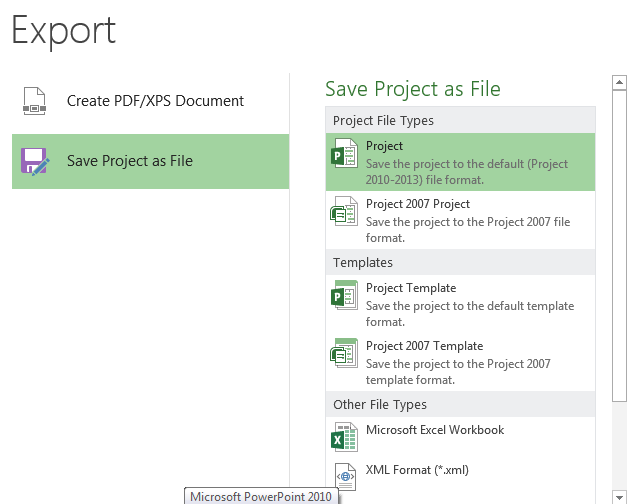 Export
Create PDF/XPS Document
Save Project as File
Save Project as File
Project File Types
Project
Save the project to the default (Project
2010-2013) file format.
Project 2007 Project
Save the project to the Project 2007 file
format.
Templates
Project Template
Save the project to the default template
format.
Project 2007 Template
Save the project to the Project 2007
template format.
Other File Types
Microsoft Excel Workbook
XML Format (*.xml)
Microsoft PowerPoint 2010